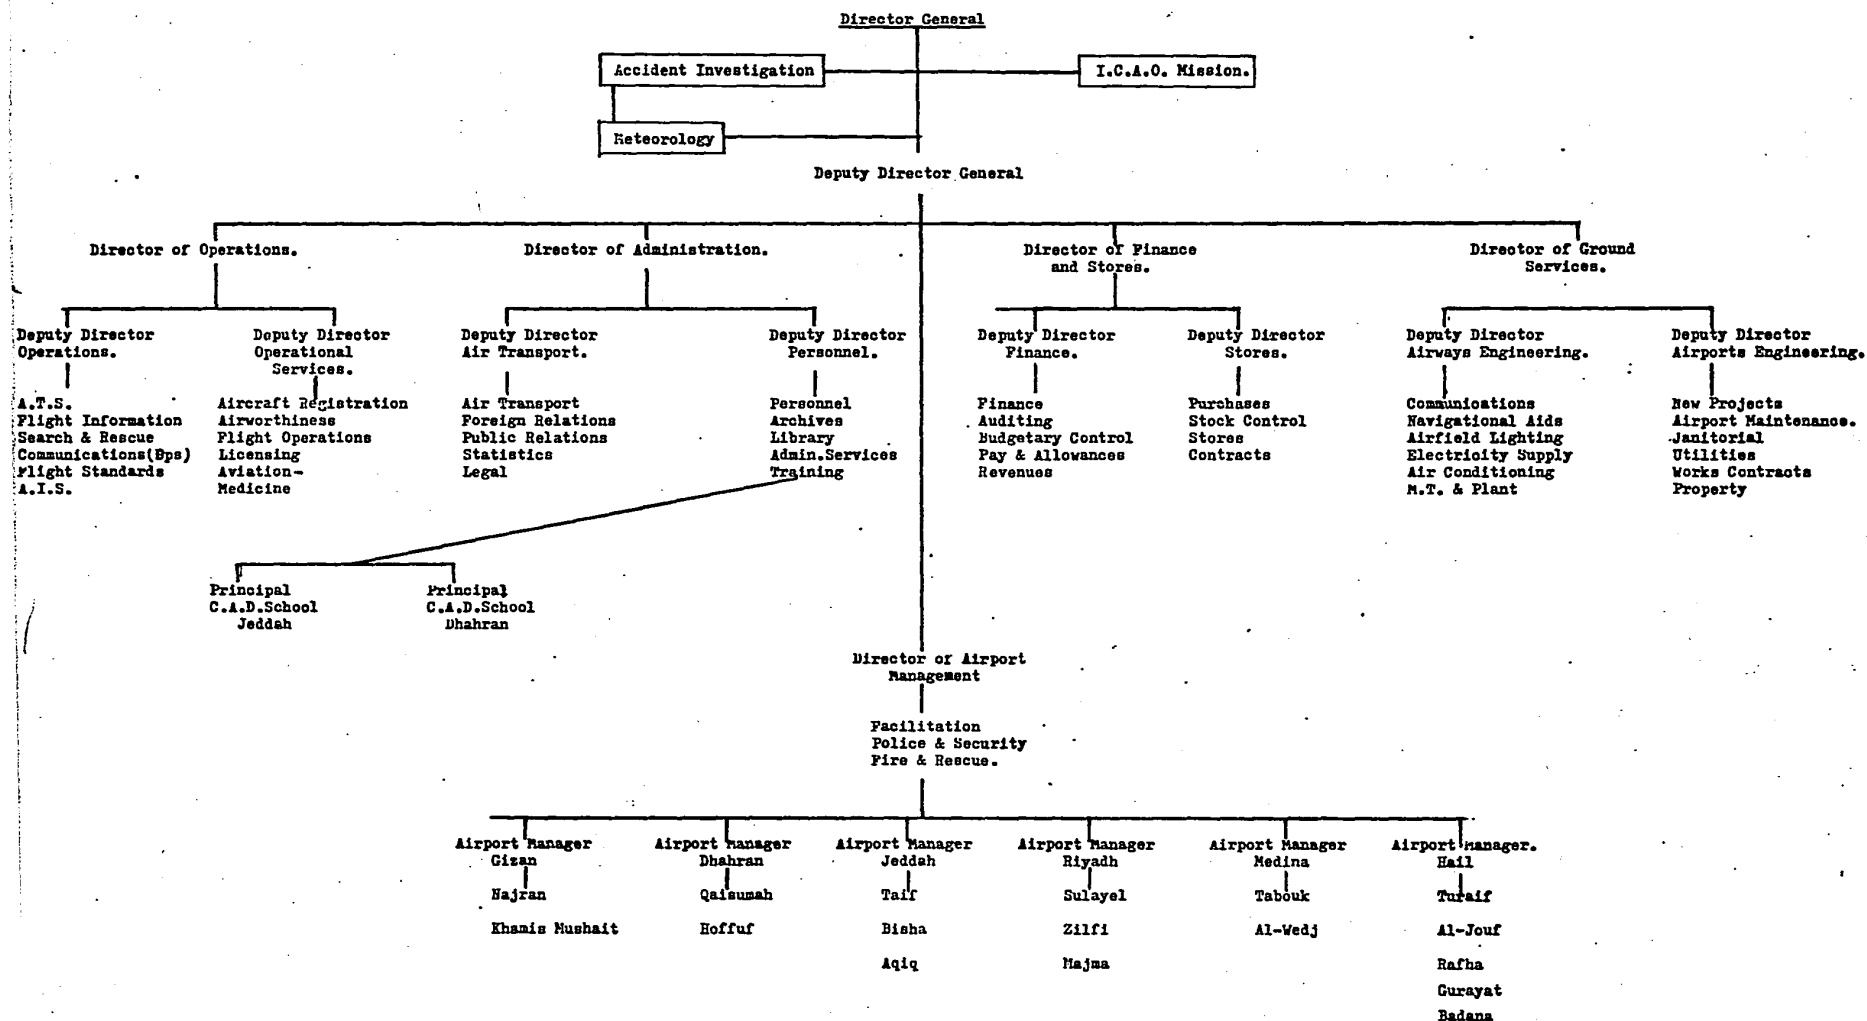 Director General
Accident Investigation
I.C.A.O. Mission.
Meteorology
Deputy Director General
Director of Operations.
Director of Administration.
Director of Finance
and Stores.
Director of Ground
Services.
Deputy Director
Operations.
Deputy Director
Operational
Services.
Deputy Director
Air Transport.
Deputy Director
Personnel.
Deputy Director
Finance.
Deputy Director
Stores.
Deputy Director
Airways Engineering.
Deputy Director
Airports Engineering.
A.T.S.
Flight Information
Search & Rescue
Communications(Ops)
Flight Standards
A.I.S.
Aircraft Registration
Airworthiness
Flight Operations
Licensing
Aviation-
Medicine
Air Transport
Foreign Relations
Public Relations
Statistics
Legal
Personnel
Archives
Library
Admin.Services
Training
Finance
Auditing
Budgetary Control
Pay & Allowances
Revenues
Purchases
Stock Control
Stores
Contracts
Communications
Navigational Aids
Airfield Lighting
Electricity Supply
Air Conditioning
M.T. & Plant
New Projects
Airport Maintenance.
Janitorial
Utilities
Works Contracts
Property
Principal
C.A.D.School
Jeddah
Principal
C.A.D.School
Dhahran
Director of Airport
Management
Facilitation
Police & Security
Fire & Rescue.
Airport Manager
Gizan
Najran
Khamis Mushait
Airport Manager
Dhahran
Qaisumah
Hoffuf
Airport Manager
Jeddah
Taif
Bisha
Aqiq
Airport Manager
Riyadh
Sulayel
Zilfi
Majma
Airport Manager
Medina
Tabouk
Al-Wedj
Airport Manager.
Hail
Turaif
Al-Jouf
Rafha
Gurayat
Badana